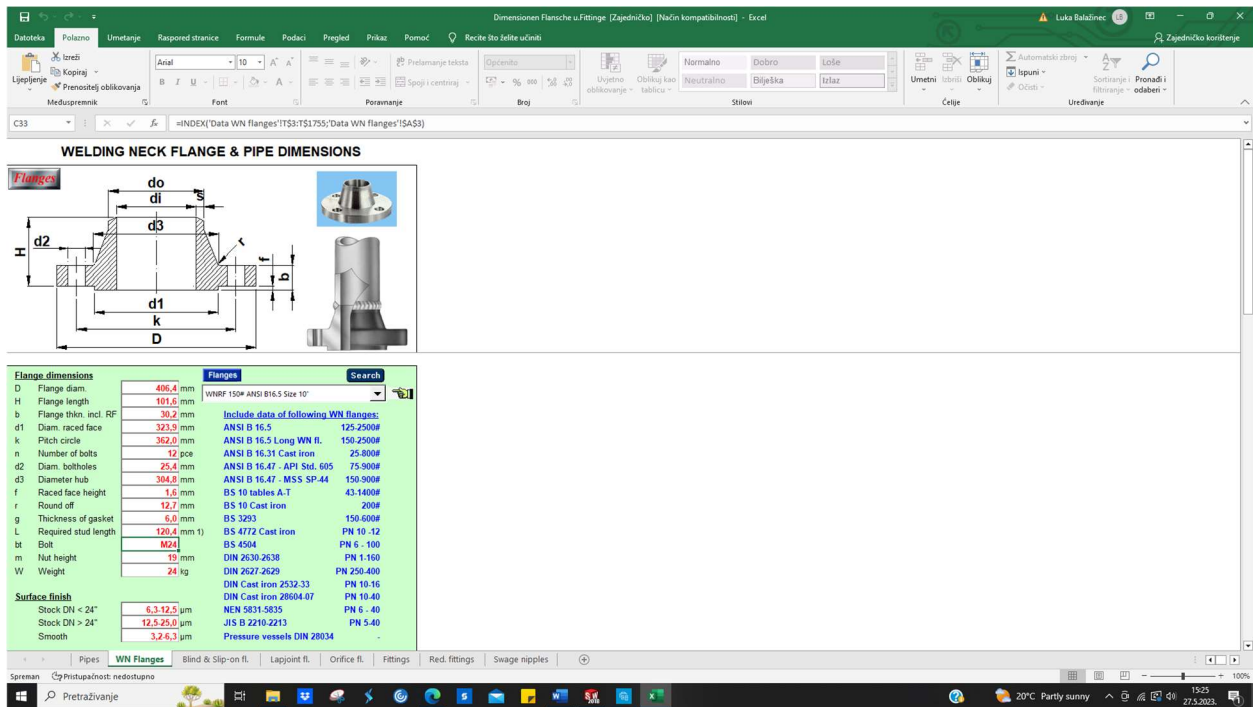 Dimensionen Flansche u.Fittinge [Zajedničko] [Način kompatibilnosti] - Excel
Luka Balažinec LB
Datoteka Polazno Umetanje Raspored stranice Formule Podaci Pregled Prikaz Pomoć Recite što želite učiniti
Zajedničko korištenje
Lijepljenje
Izreži
Kopiraj
Prenositelj oblikovanja
Arial 10
B I U
Prelamanje teksta
Spoji i centriraj
Općenito
% 000
Uvjetno oblikovanje
Oblikuj kao tablicu
Normalno Dobro Loše
Neutralno Bilješka Izlaz
Umetni Izbriši Oblikuj
Automatski zbroj
Ispuni
Očisti
Sortiranje i filtriranje
Pronađi i odaberi
Međuspremnik Font Poravnanje Broj Stilovi Ćelije Uređivanje
C33 fx =INDEX('Data WN flanges'!T$3:T$1755;'Data WN flanges'!$A$3)
WELDING NECK FLANGE & PIPE DIMENSIONS
Flanges
do
di
s
d3
d2
H
r
f
b
d1
k
D
Flange dimensions
D Flange diam. 406,4 mm
H Flange length 101,6 mm
b Flange thkn. incl. RF 30,2 mm
d1 Diam. raced face 323,9 mm
k Pitch circle 362,0 mm
n Number of bolts 12 pce
d2 Diam. boltholes 25,4 mm
d3 Diameter hub 304,8 mm
f Raced face height 1,6 mm
r Round off 12,7 mm
g Thickness of gasket 6,0 mm
L Required stud length 120,4 mm 1)
bt Bolt M24
m Nut height 19 mm
W Weight 24 kg
Surface finish
Stock DN < 24" 6,3-12,5 µm
Stock DN > 24" 12,5-25,0 µm
Smooth 3,2-6,3 µm
Flanges Search
WNRF 150# ANSI B16.5 Size 10"
Include data of following WN flanges:
ANSI B 16.5 125-2500#
ANSI B 16.5 Long WN fl. 150-2500#
ANSI B 16.31 Cast iron 25-800#
ANSI B 16.47 - API Std. 605 75-900#
ANSI B 16.47 - MSS SP-44 150-900#
BS 10 tables A-T 43-1400#
BS 10 Cast iron 200#
BS 3293 150-600#
BS 4772 Cast iron PN 10 -12
BS 4504 PN 6 - 100
DIN 2630-2638 PN 1-160
DIN 2627-2629 PN 250-400
DIN Cast iron 2532-33 PN 10-16
DIN Cast iron 28604-07 PN 10-40
NEN 5831-5835 PN 6 - 40
JIS B 2210-2213 PN 5-40
Pressure vessels DIN 28034 -
Pipes WN Flanges Blind & Slip-on fl. Lapjoint fl. Orifice fl. Fittings Red. fittings Swage nipples
Spreman Pristupačnost: nedostupno
100%
Pretraživanje
20°C Partly sunny
15:25
27.5.2023.